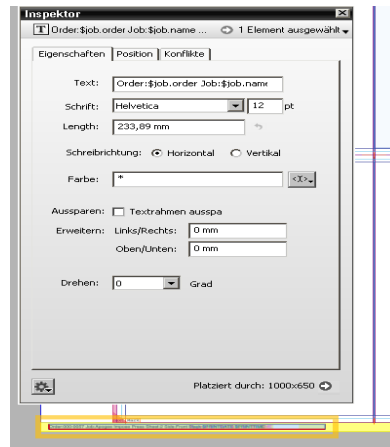 Inspektor
T Order:$job.order Job:$job.name ... 1 Element ausgewählt
Eigenschaften Position Konflikte
Text: Order:$job.order Job:$job.name
Schrift: Helvetica 12 pt
Length: 233,89 mm
Schreibrichtung: Horizontal Vertikal
Farbe: * <I>
Aussparen: Textrahmen ausspa
Erweitern: Links/Rechts: 0 mm
Oben/Unten: 0 mm
Drehen: 0 Grad
Platziert durch: 1000x650